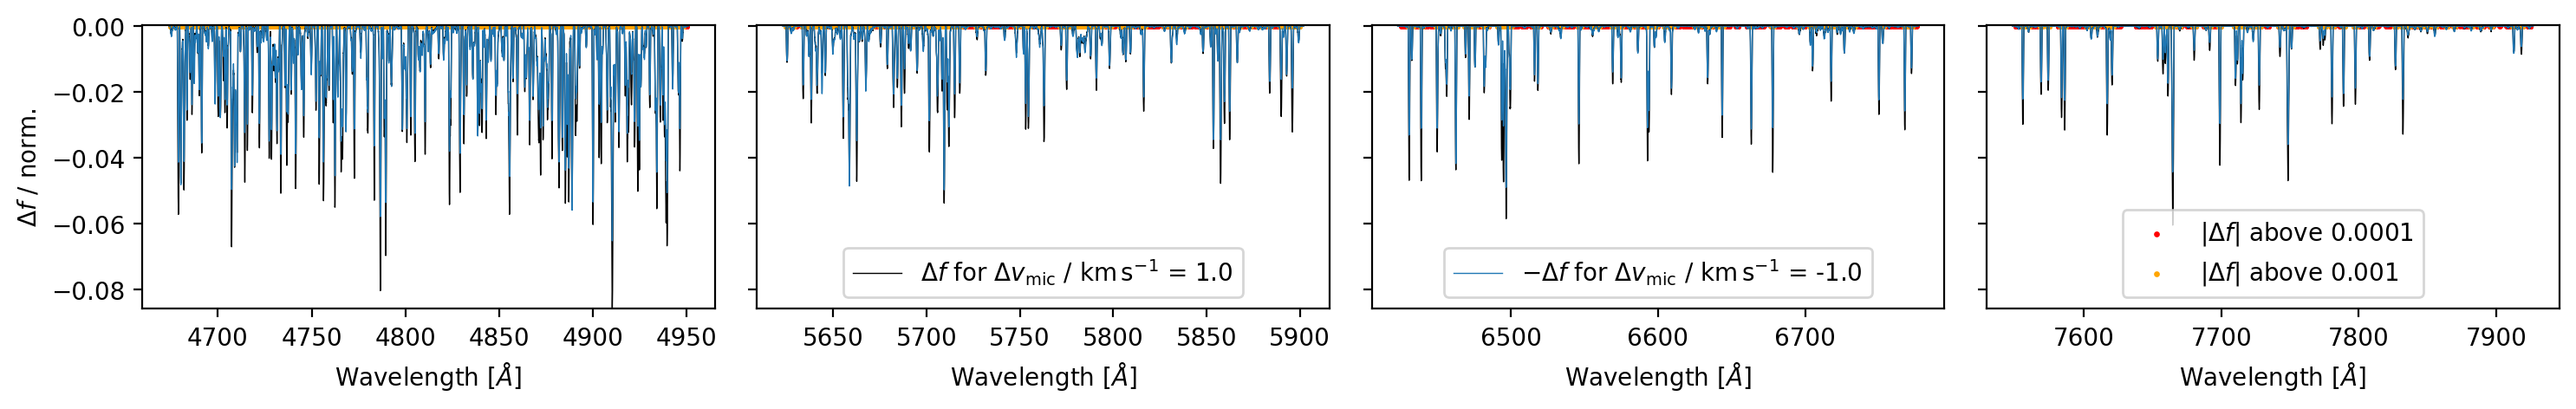 Δf / norm.
0.00
−0.02
−0.04
−0.06
−0.08
4700 4750 4800 4850 4900 4950
Wavelength [Å]
Δf for Δv_mic / km s⁻¹ = 1.0
5650 5700 5750 5800 5850 5900
Wavelength [Å]
−Δf for Δv_mic / km s⁻¹ = -1.0
6500 6600 6700
Wavelength [Å]
|Δf| above 0.0001
|Δf| above 0.001
7600 7700 7800 7900
Wavelength [Å]